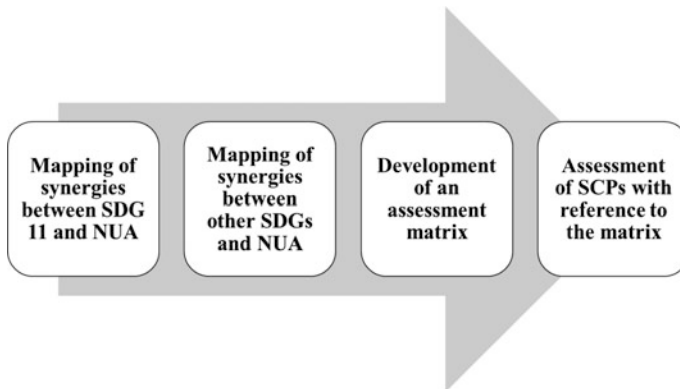 Mapping of
synergies
between SDG
11 and NUA
Mapping of
synergies
between
other SDGs
and NUA
Development
of an
assessment
matrix
Assessment
of SCPs with
reference to
the matrix